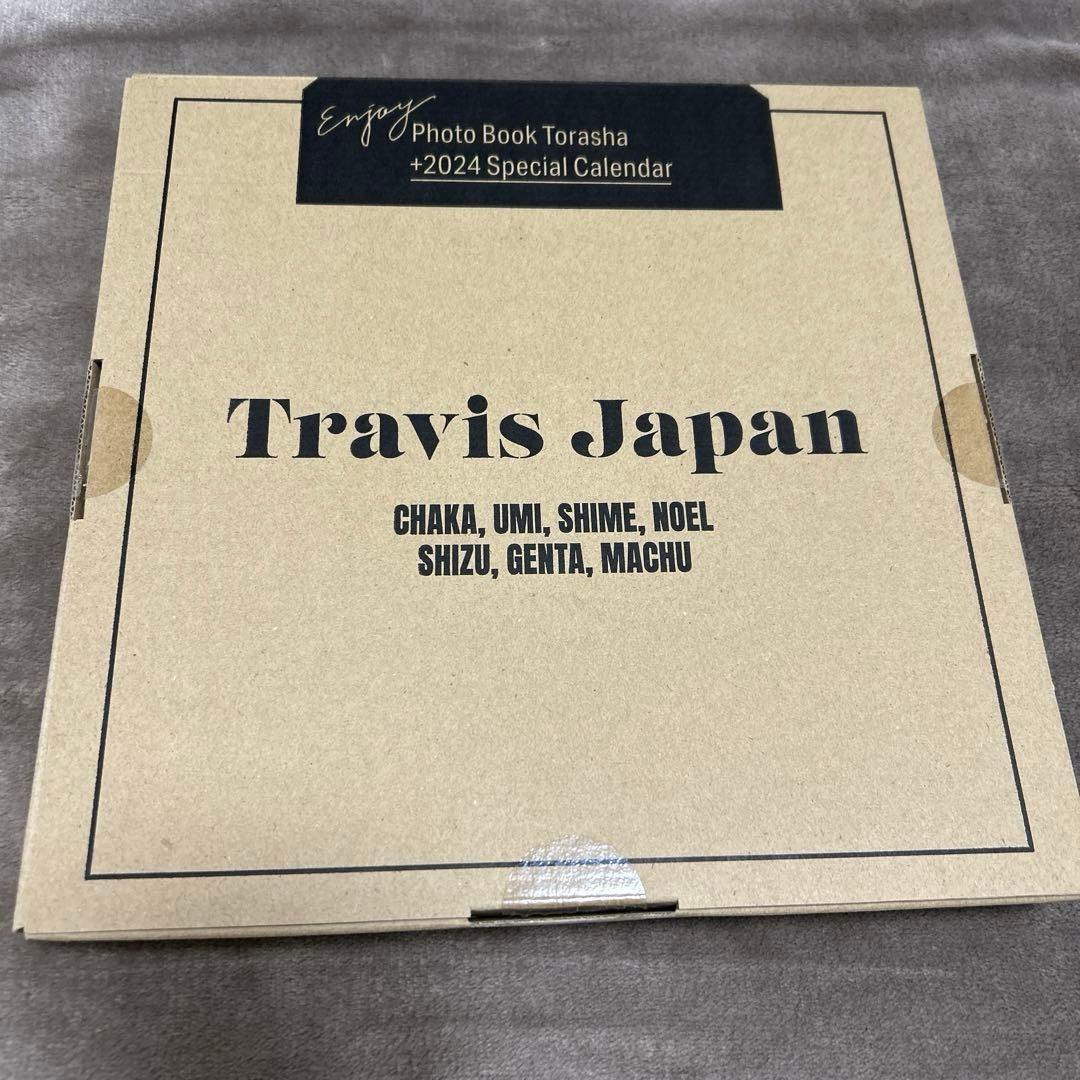 Enjoy
Photo Book Torasha
+2024 Special Calendar
Travis Japan
CHAKA, UMI, SHIME, NOEL
SHIZU, GENTA, MACHU